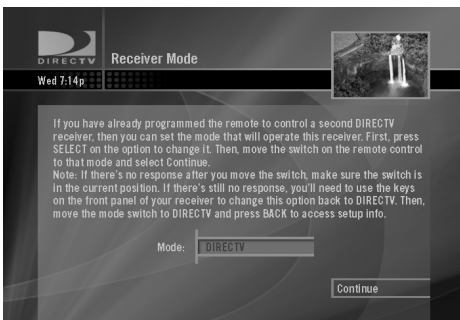 DIRECTV
Receiver Mode
Wed 7:14p
If you have already programmed the remote to control a second DIRECTV
receiver, then you can set the mode that will operate this receiver. First, press
SELECT on the option to change it. Then, move the switch on the remote control
to that mode and select Continue.
Note: If there's no response after you move the switch, make sure the switch is
in the current position. If there's still no response, you'll need to use the keys
on the front panel of your receiver to change this option back to DIRECTV. Then,
move the mode switch to DIRECTV and press BACK to access setup info.
Mode: DIRECTV
Continue